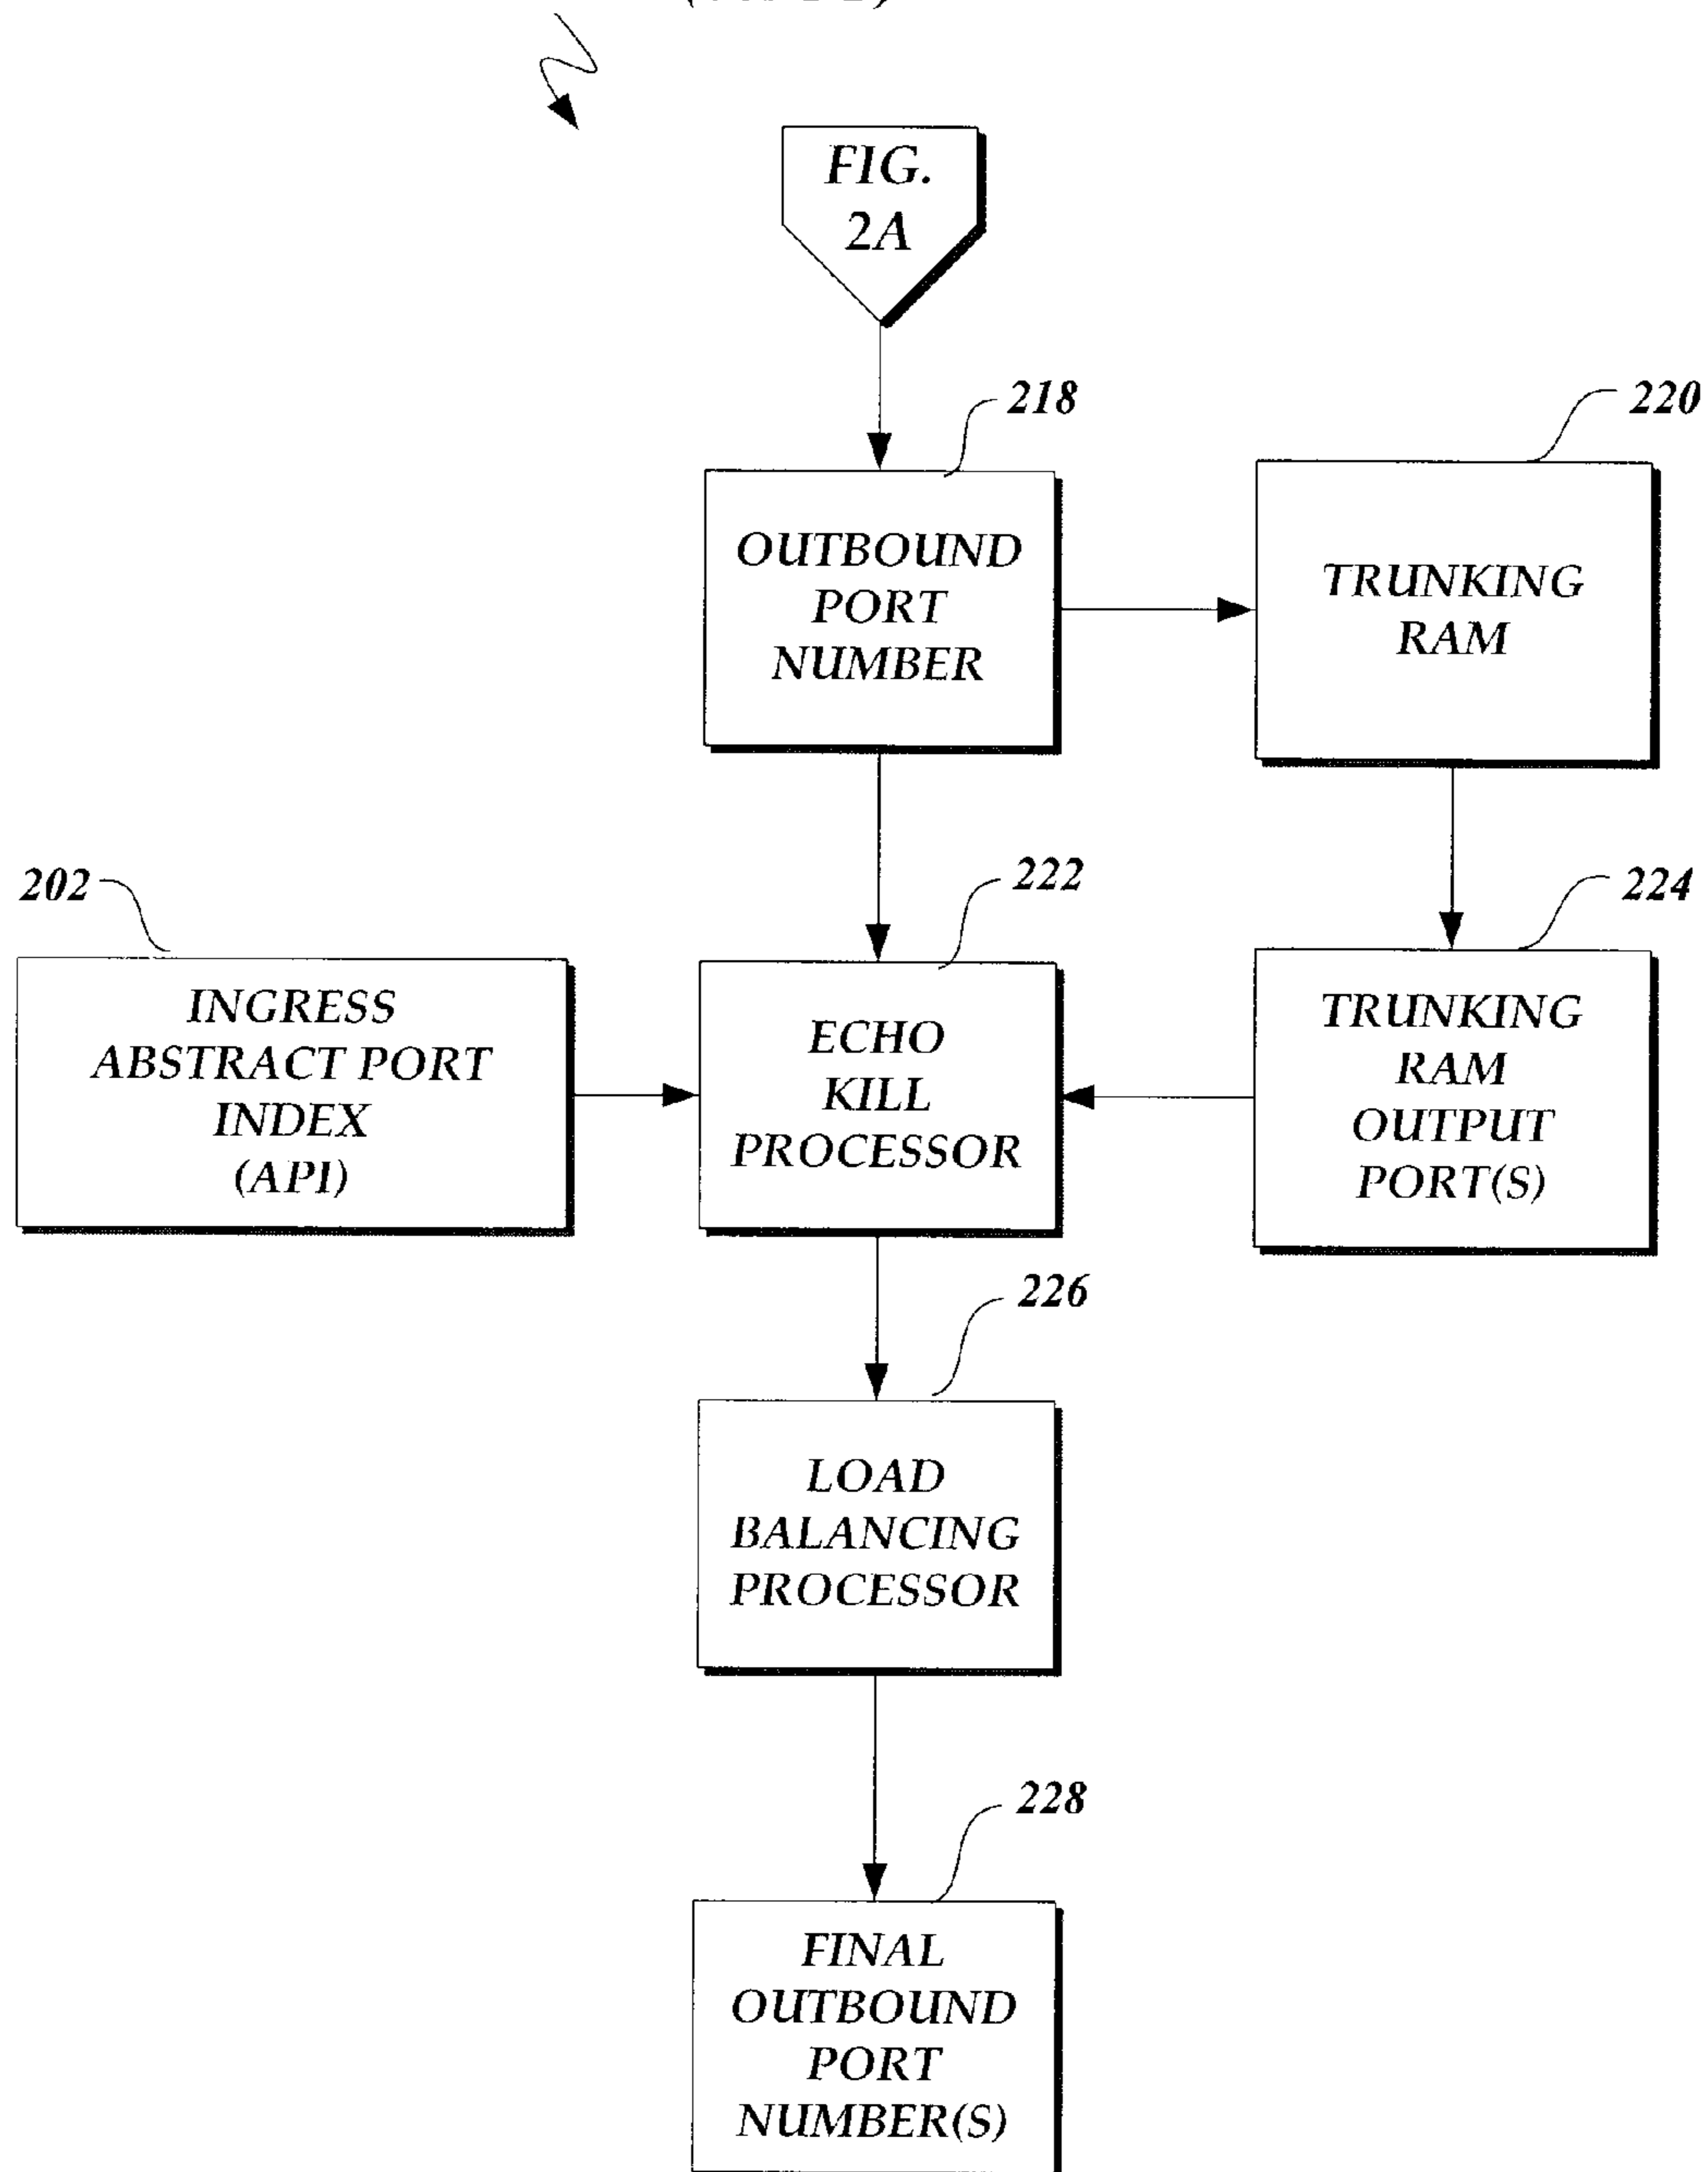 FIG.
2A
218
220
OUTBOUND
PORT
NUMBER
TRUNKING
RAM
202
222
224
INGRESS
ABSTRACT PORT
INDEX
(API)
ECHO
KILL
PROCESSOR
TRUNKING
RAM
OUTPUT
PORT(S)
226
LOAD
BALANCING
PROCESSOR
228
FINAL
OUTBOUND
PORT
NUMBER(S)